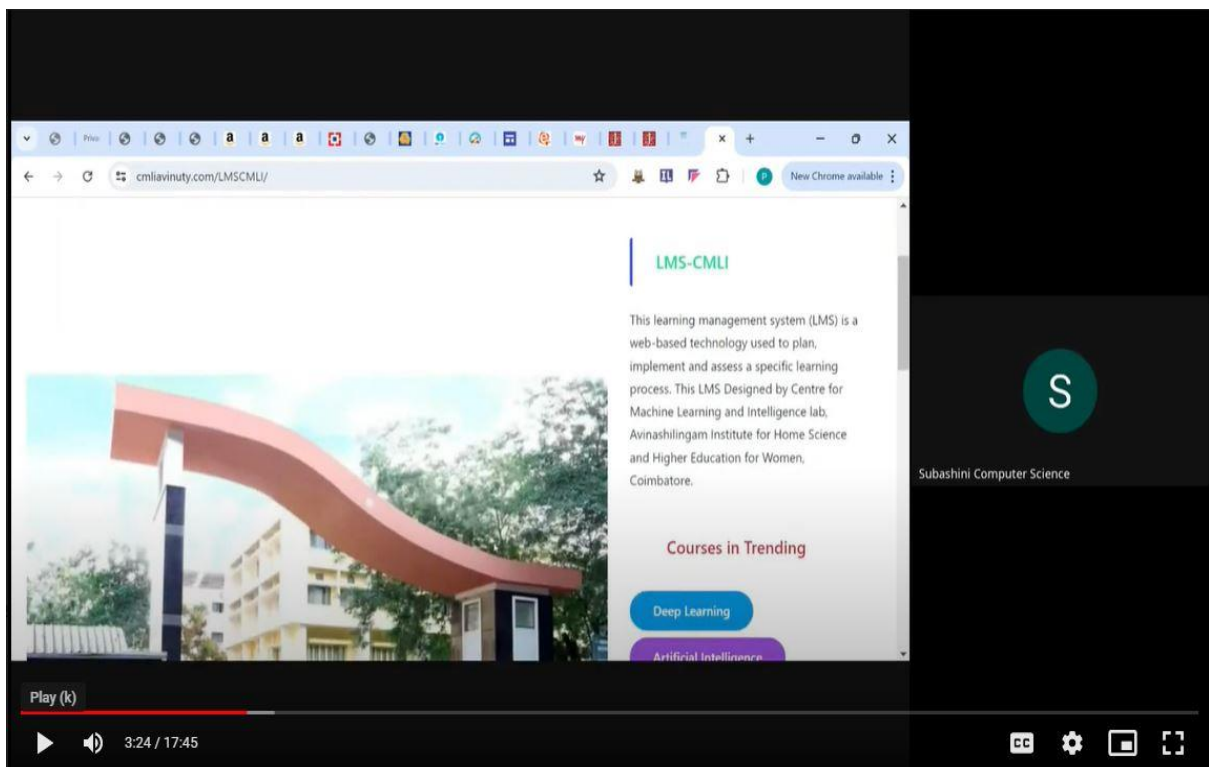 Priva
a
a
a
my
cmliavinuty.com/LMSCMLI/
P
New Chrome available
LMS-CMLI
This learning management system (LMS) is a
web-based technology used to plan,
implement and assess a specific learning
process. This LMS Designed by Centre for
Machine Learning and Intelligence lab,
Avinashilingam Institute for Home Science
and Higher Education for Women,
Coimbatore.
Courses in Trending
Deep Learning
Artificial Intelligence
S
Subashini Computer Science
Play (k)
3:24 / 17:45
CC